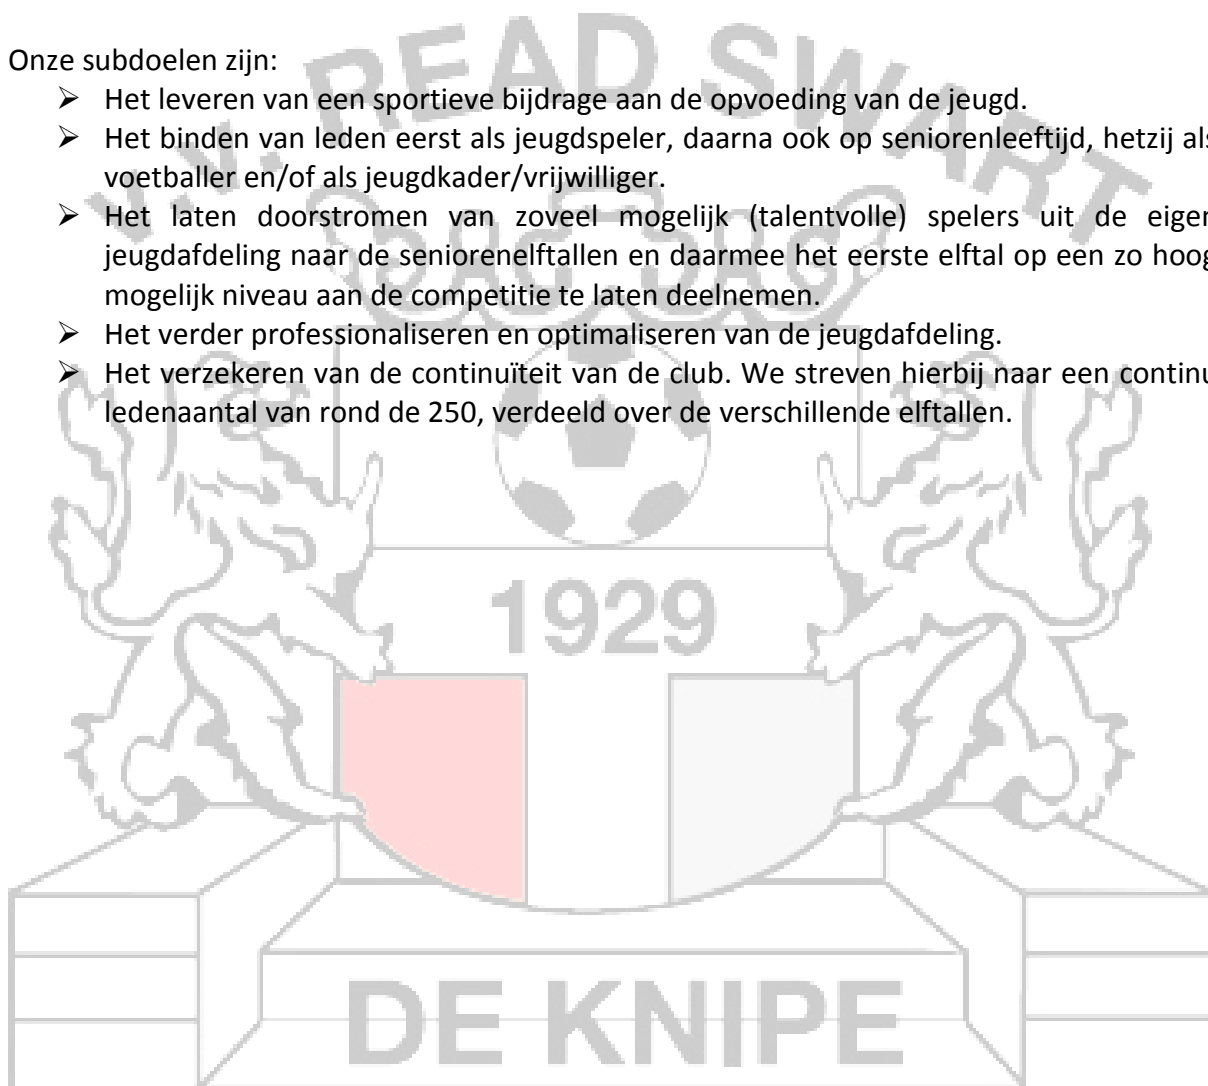 v.v. READ SWART
Onze subdoelen zijn:
➢ Het leveren van een sportieve bijdrage aan de opvoeding van de jeugd.
➢ Het binden van leden eerst als jeugdspeler, daarna ook op seniorenleeftijd, hetzij als
voetballer en/of als jeugdkader/vrijwilliger.
➢ Het laten doorstromen van zoveel mogelijk (talentvolle) spelers uit de eigen
jeugdafdeling naar de seniorenelftallen en daarmee het eerste elftal op een zo hoog
mogelijk niveau aan de competitie te laten deelnemen.
➢ Het verder professionaliseren en optimaliseren van de jeugdafdeling.
➢ Het verzekeren van de continuïteit van de club. We streven hierbij naar een continu
ledenaantal van rond de 250, verdeeld over de verschillende elftallen.
1929
DE KNIPE